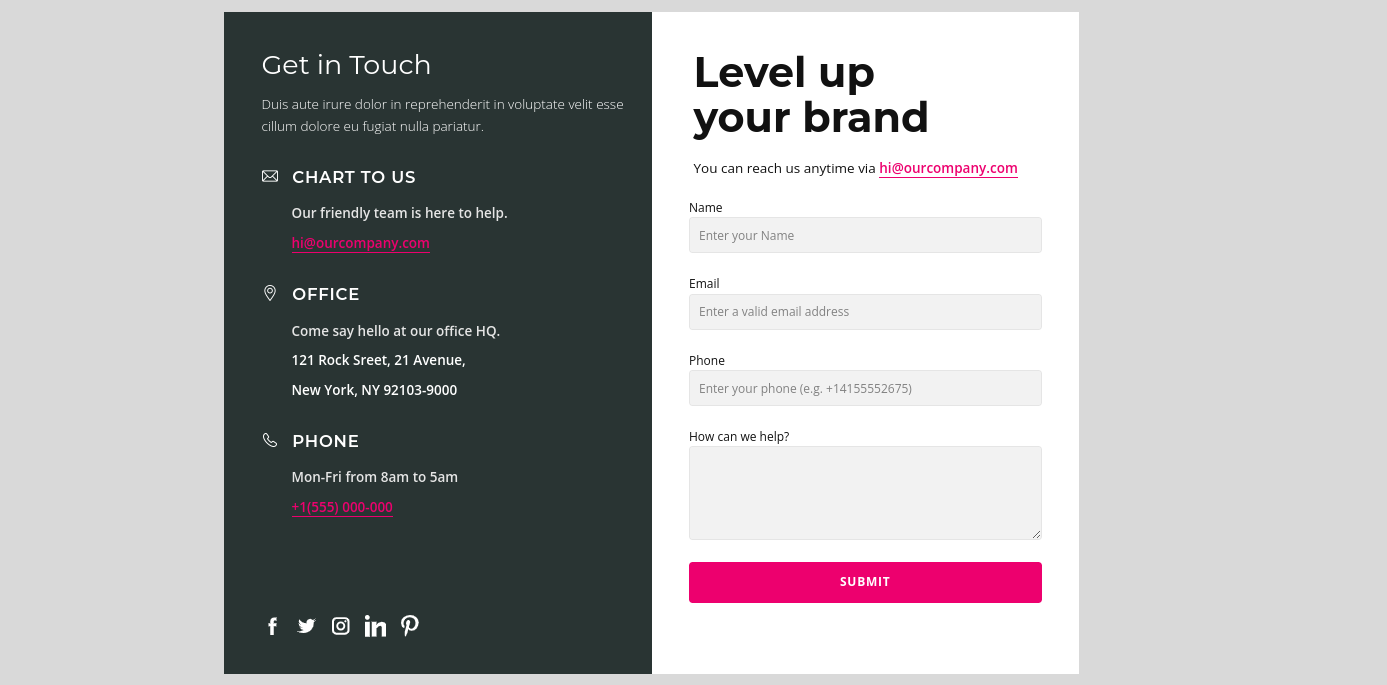 Get in Touch
Duis aute irure dolor in reprehenderit in voluptate velit esse
cillum dolore eu fugiat nulla pariatur.
CHART TO US
Our friendly team is here to help.
hi@ourcompany.com
OFFICE
Come say hello at our office HQ.
121 Rock Sreet, 21 Avenue,
New York, NY 92103-9000
PHONE
Mon-Fri from 8am to 5am
+1(555) 000-000
Level up
your brand
You can reach us anytime via hi@ourcompany.com
Name
Enter your Name
Email
Enter a valid email address
Phone
Enter your phone (e.g. +14155552675)
How can we help?
SUBMIT